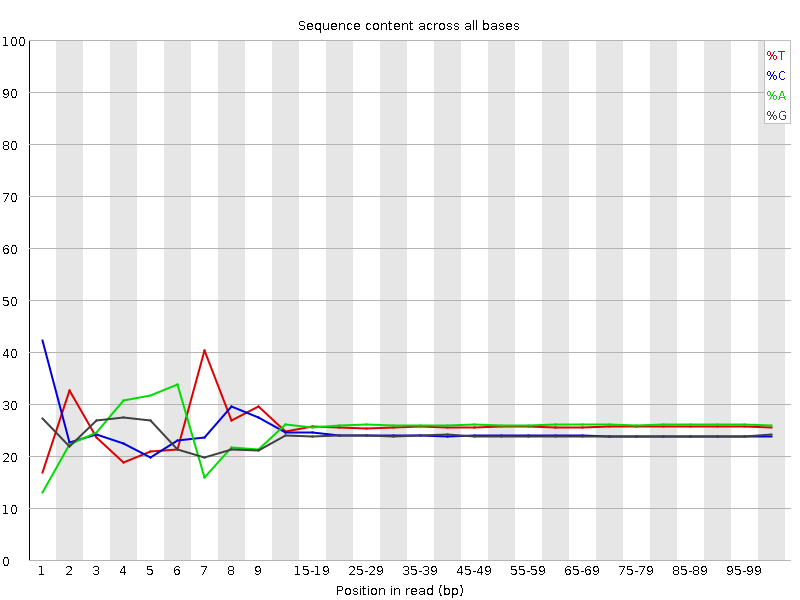 Sequence content across all bases
100
90
80
70
60
50
40
30
20
10
0
%T
%C
%A
%G
1 2 3 4 5 6 7 8 9 15-19 25-29 35-39 45-49 55-59 65-69 75-79 85-89 95-99
Position in read (bp)